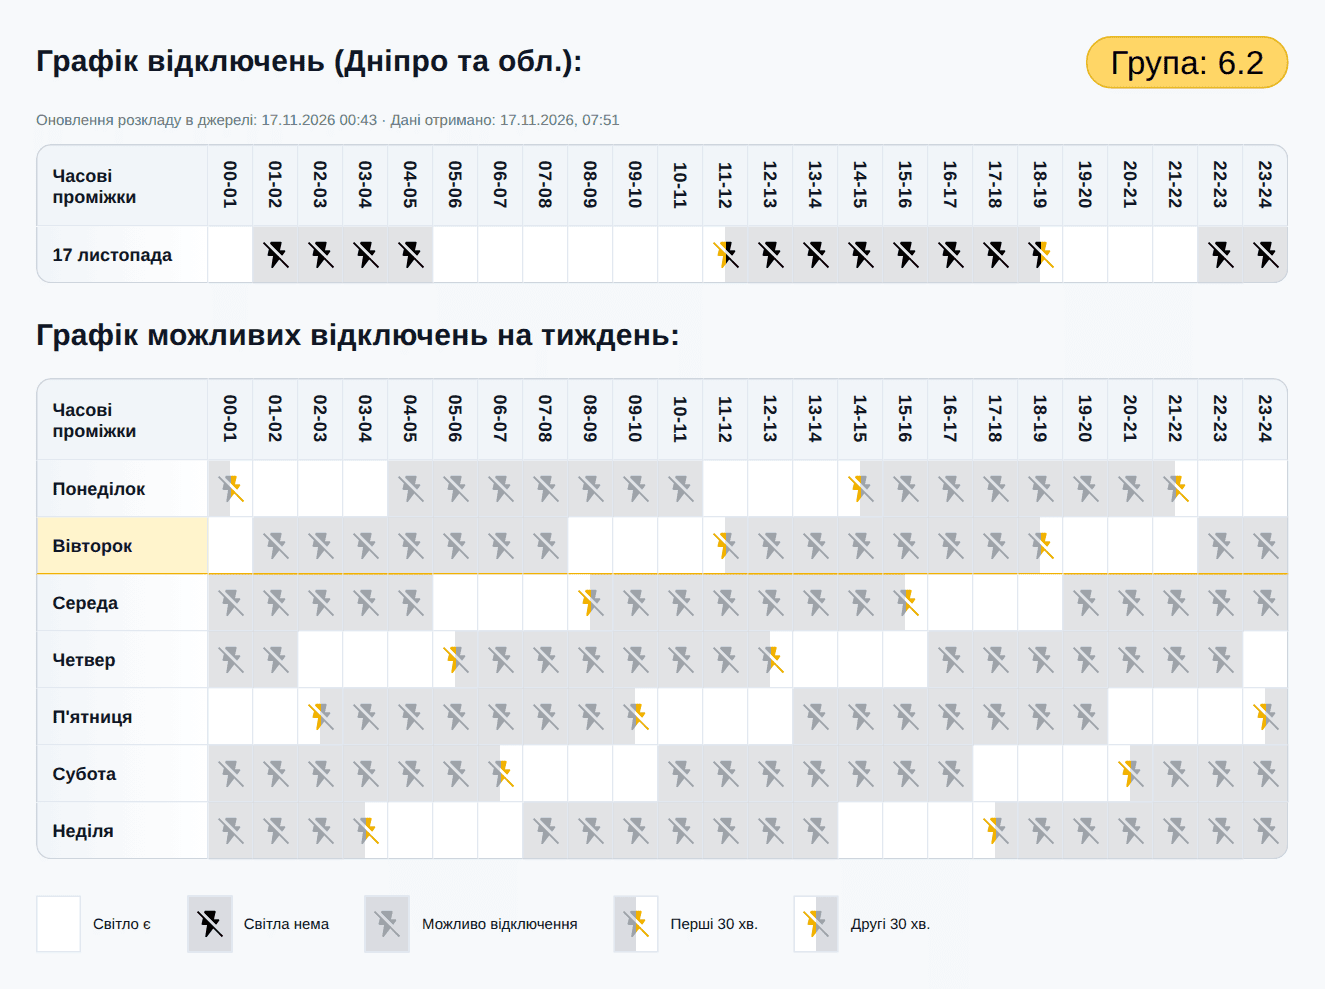 Графік відключень (Дніпро та обл.):
Група: 6.2
Оновлення розкладу в джерелі: 17.11.2026 00:43 · Дані отримано: 17.11.2026, 07:51
Часові проміжки 00-01 01-02 02-03 03-04 04-05 05-06 06-07 07-08 08-09 09-10 10-11 11-12 12-13 13-14 14-15 15-16 16-17 17-18 18-19 19-20 20-21 21-22 22-23 23-24
17 листопада
Графік можливих відключень на тиждень:
Часові проміжки 00-01 01-02 02-03 03-04 04-05 05-06 06-07 07-08 08-09 09-10 10-11 11-12 12-13 13-14 14-15 15-16 16-17 17-18 18-19 19-20 20-21 21-22 22-23 23-24
Понеділок
Вівторок
Середа
Четвер
П'ятниця
Субота
Неділя
Світло є Світла нема Можливо відключення Перші 30 хв. Другі 30 хв.